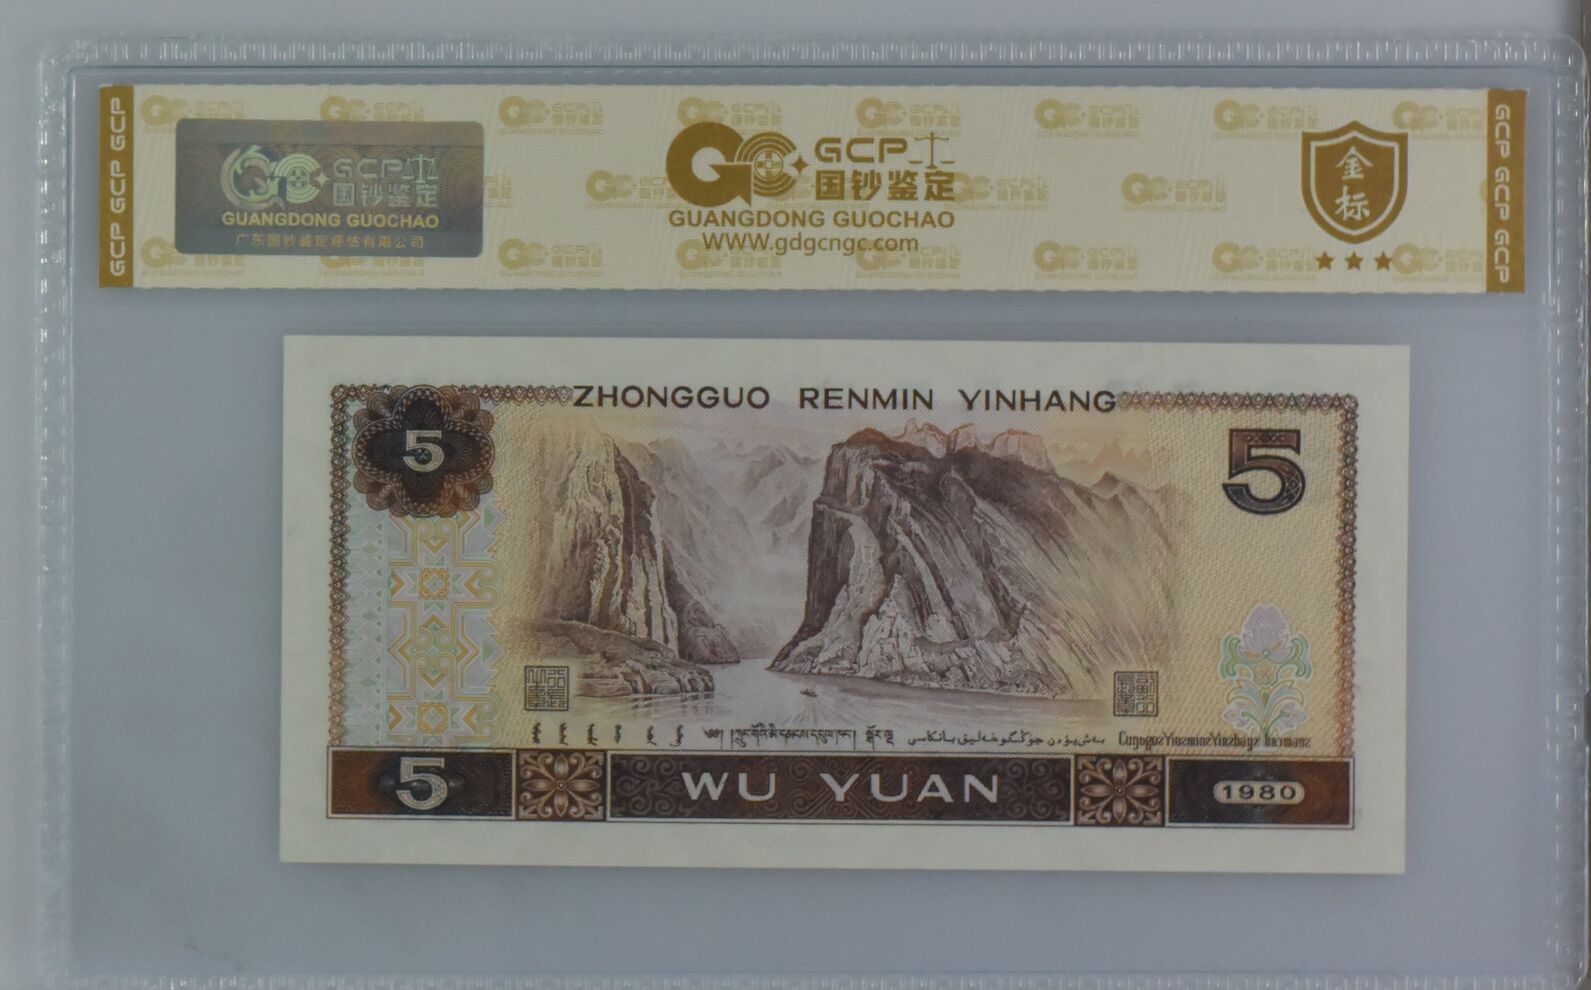 GCP
国钞鉴定
GUANGDONG GUOCHAO
广东国钞鉴定评估有限公司
GCP
国钞鉴定
GUANGDONG GUOCHAO
WWW.gdgcngc.com
金
标
GCP GCP GCP
GCP GCP GCP
ZHONGGUO RENMIN YINHANG
5
5
5
WU YUAN
1980